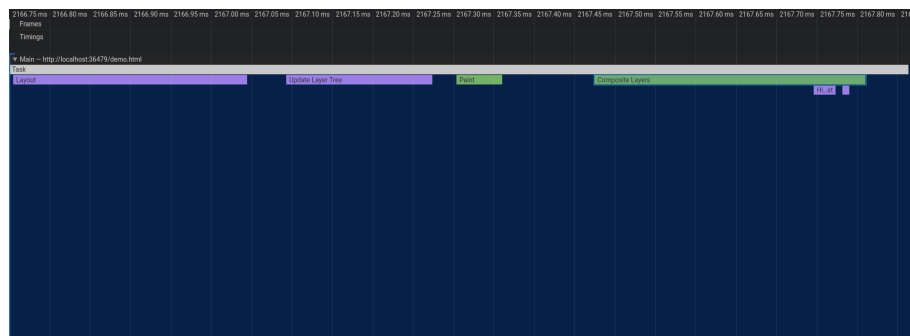 2166.75 ms 2166.80 ms 2166.85 ms 2166.90 ms 2166.95 ms 2167.00 ms 2167.05 ms 2167.10 ms 2167.15 ms 2167.20 ms 2167.25 ms 2167.30 ms 2167.35 ms 2167.40 ms 2167.45 ms 2167.50 ms 2167.55 ms 2167.60 ms 2167.65 ms 2167.70 ms 2167.75 ms 2167.80 ms 21
Frames
Timings
▼ Main — http://localhost:36479/demo.html
Task
Layout Update Layer Tree Paint Composite Layers
Hi…st